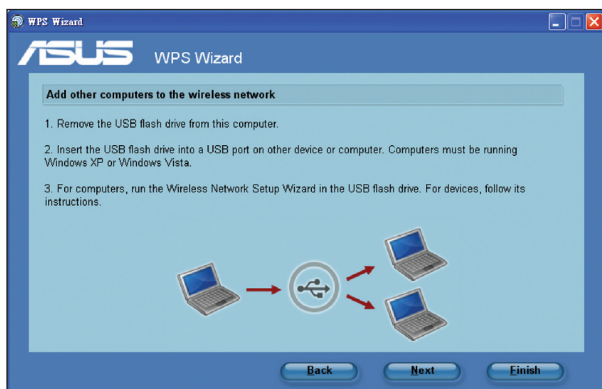 WPS Wizard
ASUS WPS Wizard
Add other computers to the wireless network
1. Remove the USB flash drive from this computer.
2. Insert the USB flash drive into a USB port on other device or computer. Computers must be running
Windows XP or Windows Vista.
3. For computers, run the Wireless Network Setup Wizard in the USB flash drive. For devices, follow its
instructions.
Back Next Finish